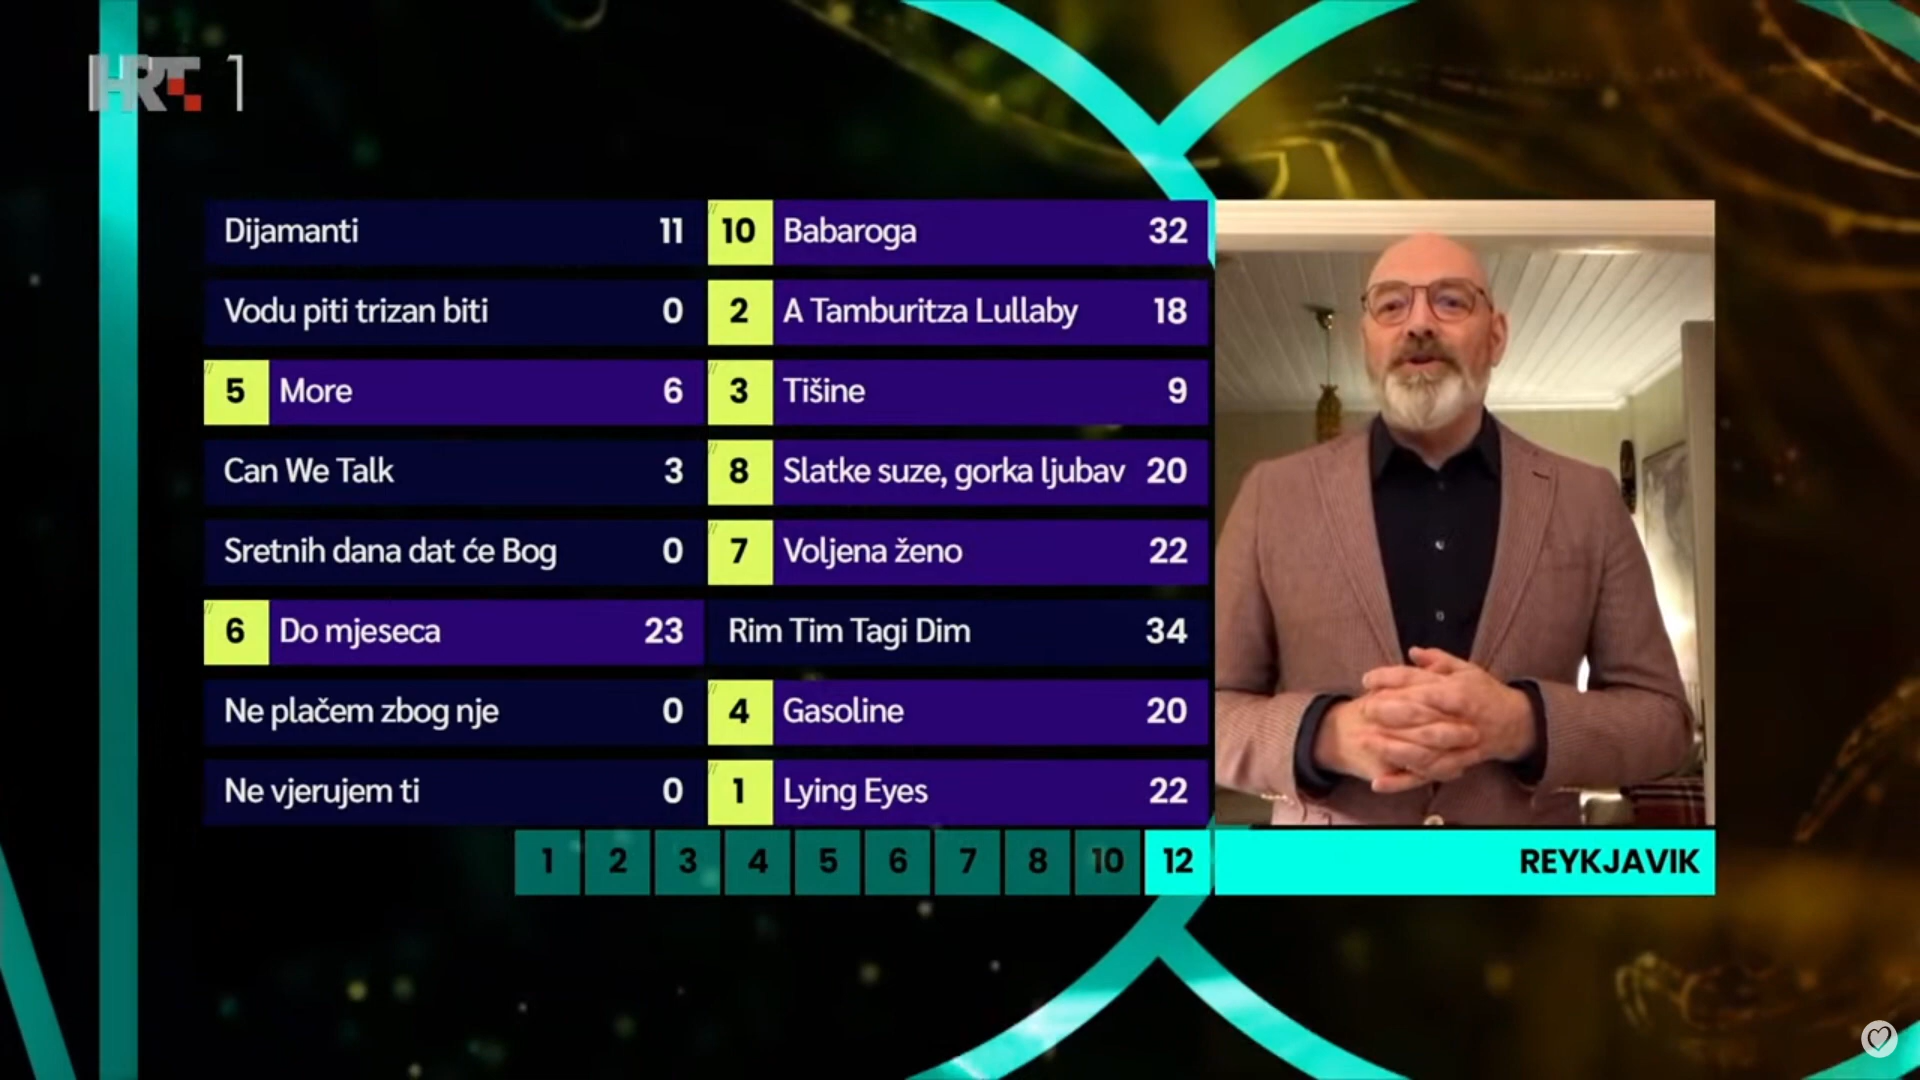 HRT 1
Dijamanti 11
Vodu piti trizan biti 0
5 More 6
Can We Talk 3
Sretnih dana dat će Bog 0
6 Do mjeseca 23
Ne plačem zbog nje 0
Ne vjerujem ti 0
10 Babaroga 32
2 A Tamburitza Lullaby 18
3 Tišine 9
8 Slatke suze, gorka ljubav 20
7 Voljena ženo 22
Rim Tim Tagi Dim 34
4 Gasoline 20
1 Lying Eyes 22
1 2 3 4 5 6 7 8 10 12 REYKJAVIK